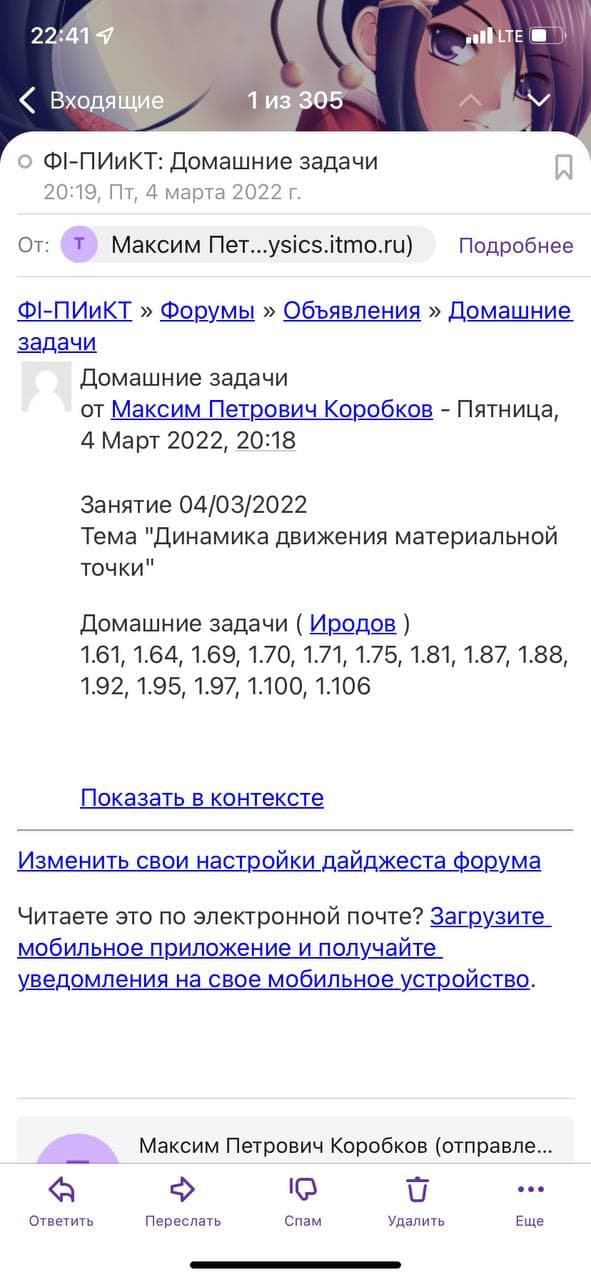 22:41 LTE
Входящие 1 из 305
ФI-ПИиКТ: Домашние задачи
20:19, Пт, 4 марта 2022 г.
От: Т Максим Пет...ysics.itmo.ru) Подробнее
ФI-ПИиКТ » Форумы » Объявления » Домашние
задачи
Домашние задачи
от Максим Петрович Коробков - Пятница,
4 Март 2022, 20:18
Занятие 04/03/2022
Тема "Динамика движения материальной
точки"
Домашние задачи ( Иродов )
1.61, 1.64, 1.69, 1.70, 1.71, 1.75, 1.81, 1.87, 1.88,
1.92, 1.95, 1.97, 1.100, 1.106
Показать в контексте
Изменить свои настройки дайджеста форума
Читаете это по электронной почте? Загрузите
мобильное приложение и получайте
уведомления на свое мобильное устройство.
Максим Петрович Коробков (отправле...
Ответить Переслать Спам Удалить Еще